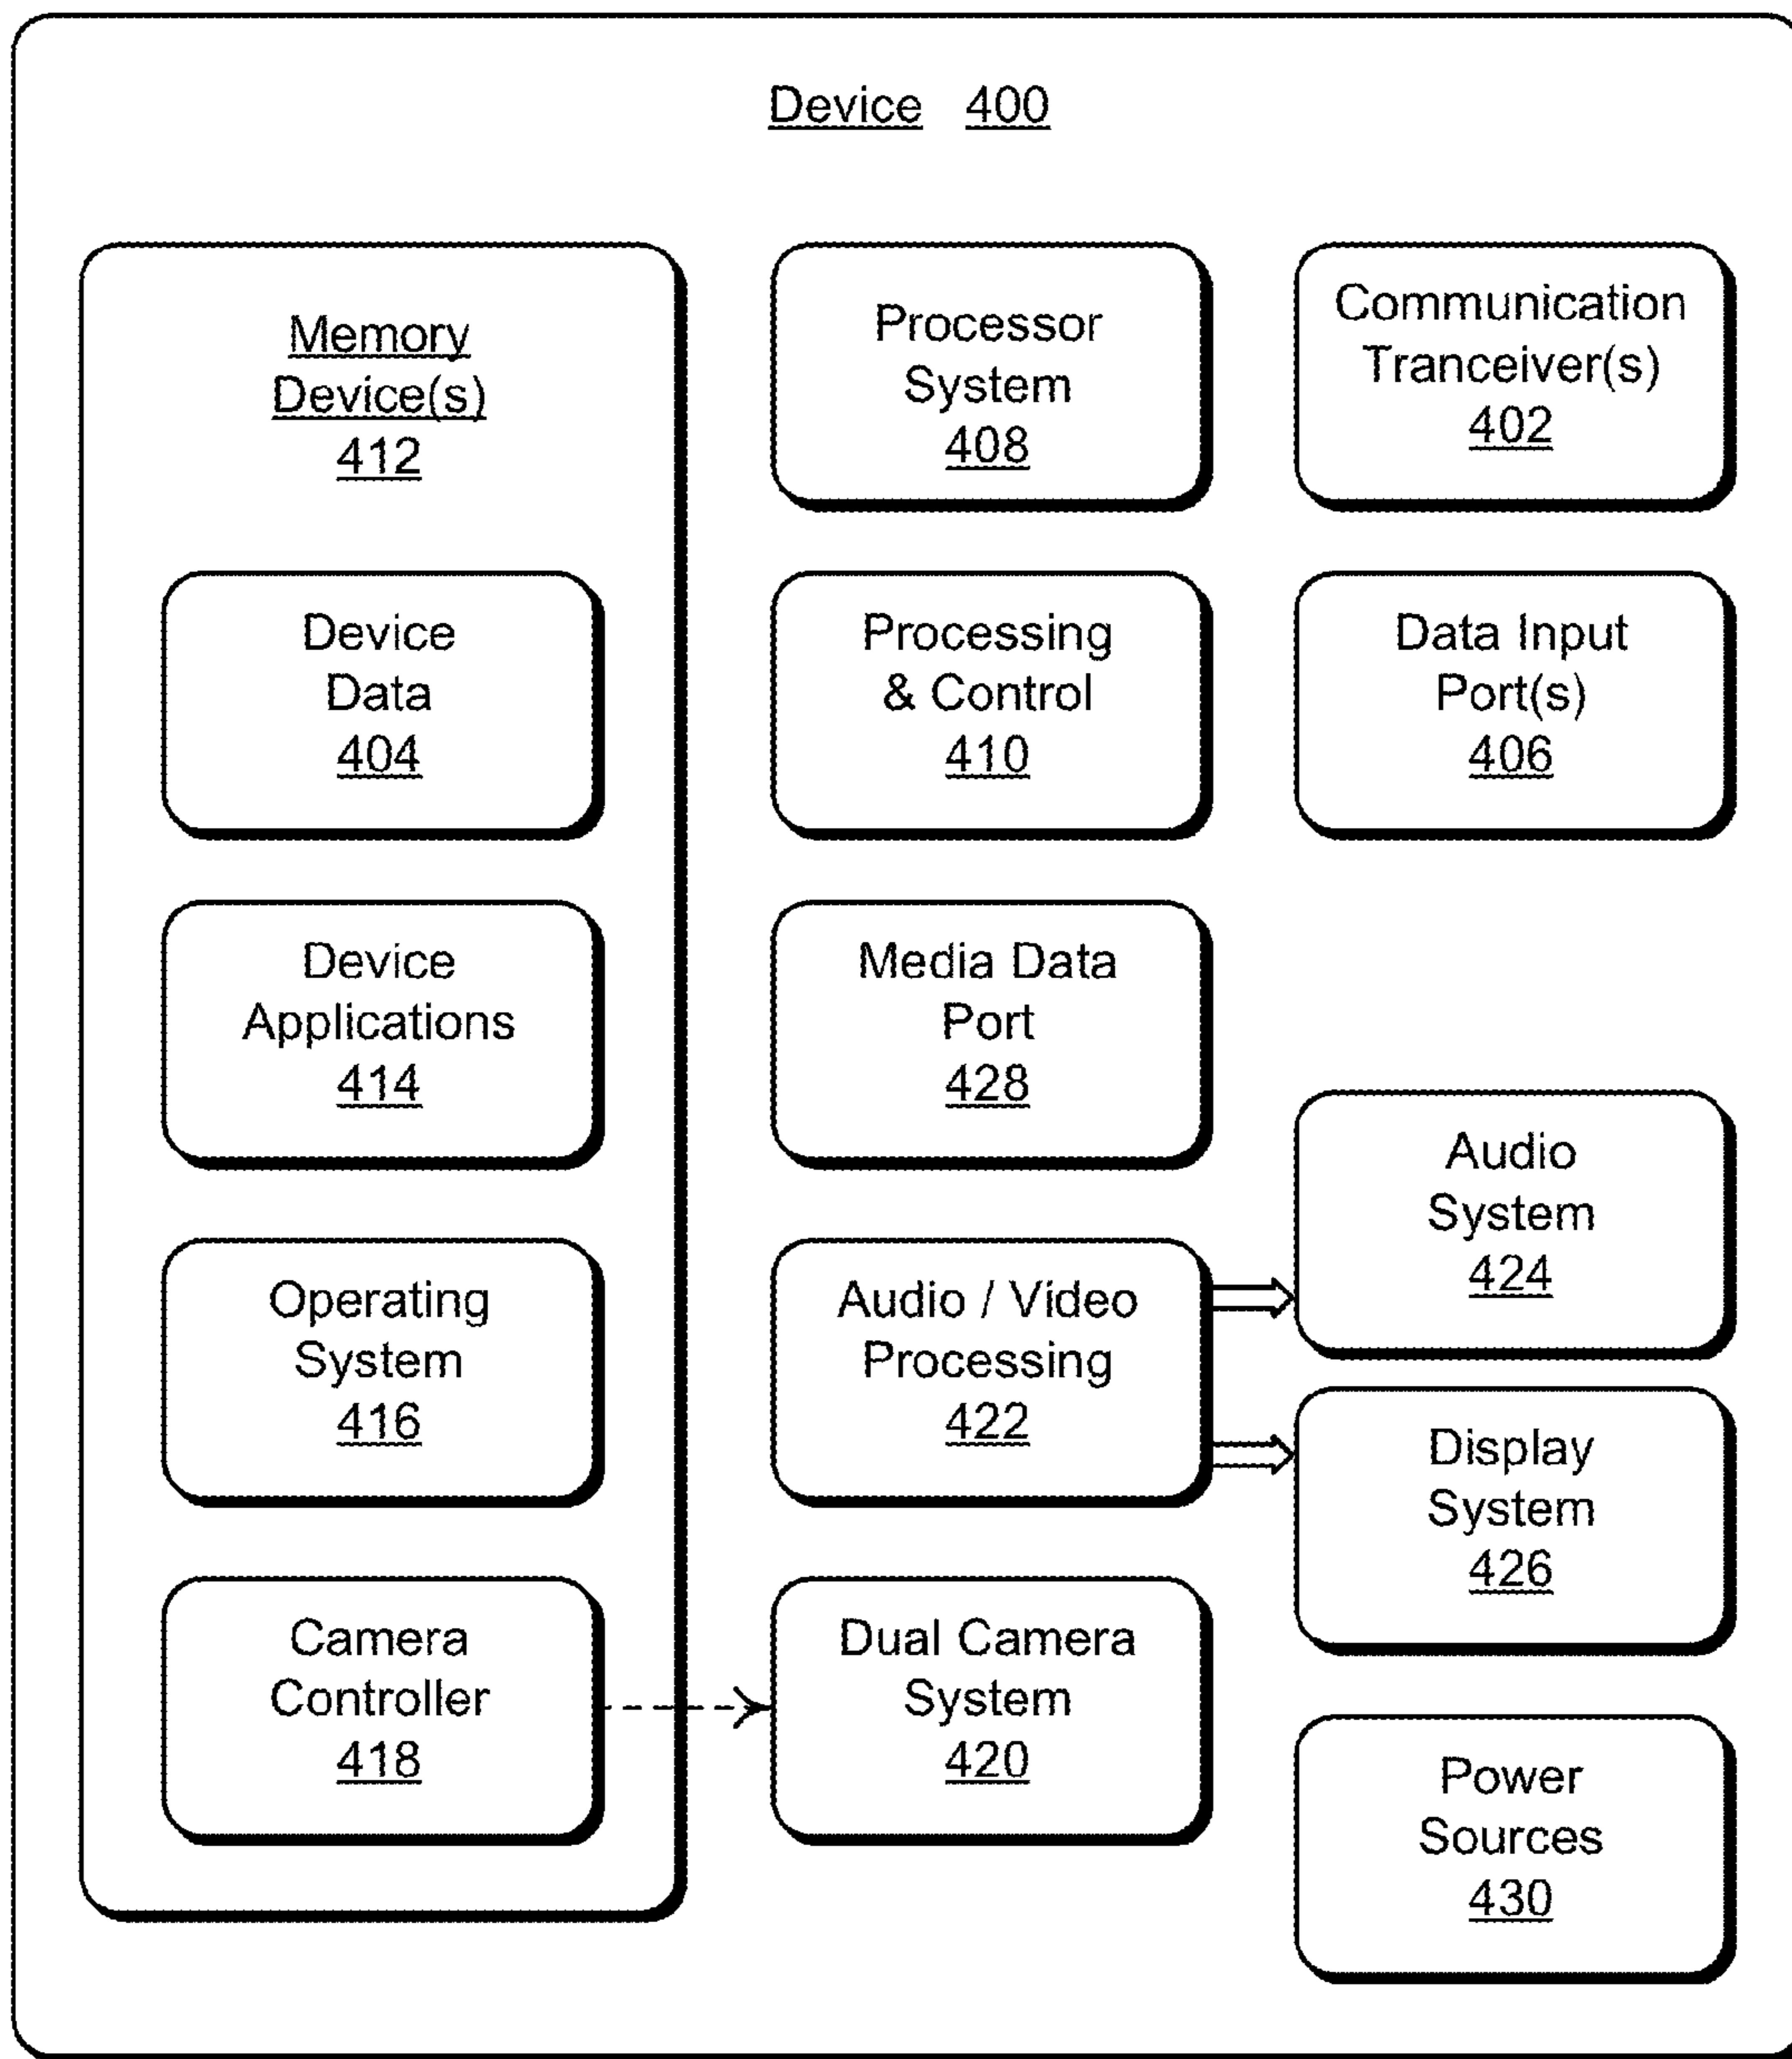 Device 400
Memory
Device(s)
412
Device
Data
404
Device
Applications
414
Operating
System
416
Camera
Controller
418
Processor
System
408
Processing
& Control
410
Media Data
Port
428
Audio / Video
Processing
422
Dual Camera
System
420
Communication
Tranceiver(s)
402
Data Input
Port(s)
406
Audio
System
424
Display
System
426
Power
Sources
430